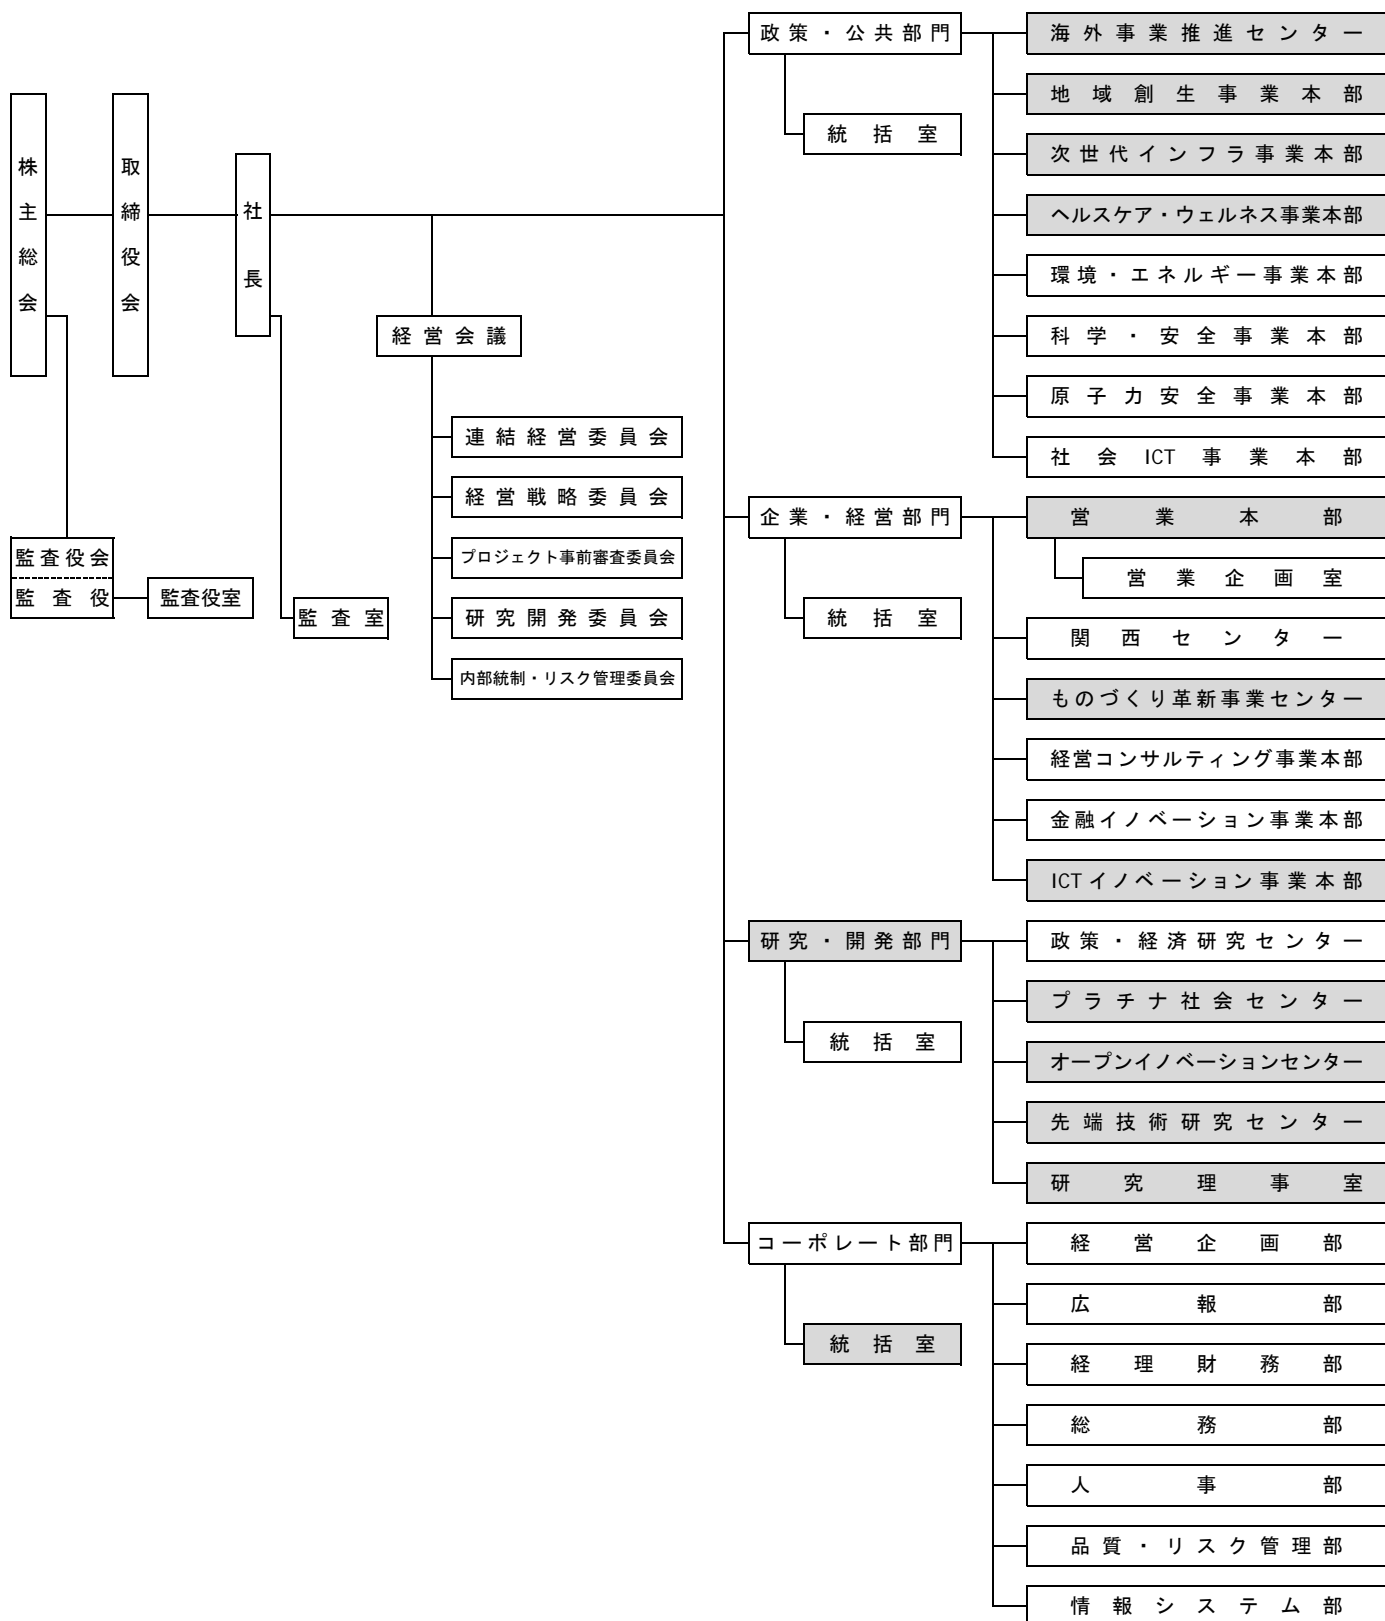 株主総会
取締役会
社長
監査役会
監査役
監査役室
監査室
経営会議
連結経営委員会
経営戦略委員会
プロジェクト事前審査委員会
研究開発委員会
内部統制・リスク管理委員会
政策・公共部門
統括室
海外事業推進センター
地域創生事業本部
次世代インフラ事業本部
ヘルスケア・ウェルネス事業本部
環境・エネルギー事業本部
科学・安全事業本部
原子力安全事業本部
社会ICT事業本部
企業・経営部門
統括室
営業本部
営業企画室
関西センター
ものづくり革新事業センター
経営コンサルティング事業本部
金融イノベーション事業本部
ICTイノベーション事業本部
研究・開発部門
統括室
政策・経済研究センター
プラチナ社会センター
オープンイノベーションセンター
先端技術研究センター
研究理事室
コーポレート部門
統括室
経営企画部
広報部
経理財務部
総務部
人事部
品質・リスク管理部
情報システム部